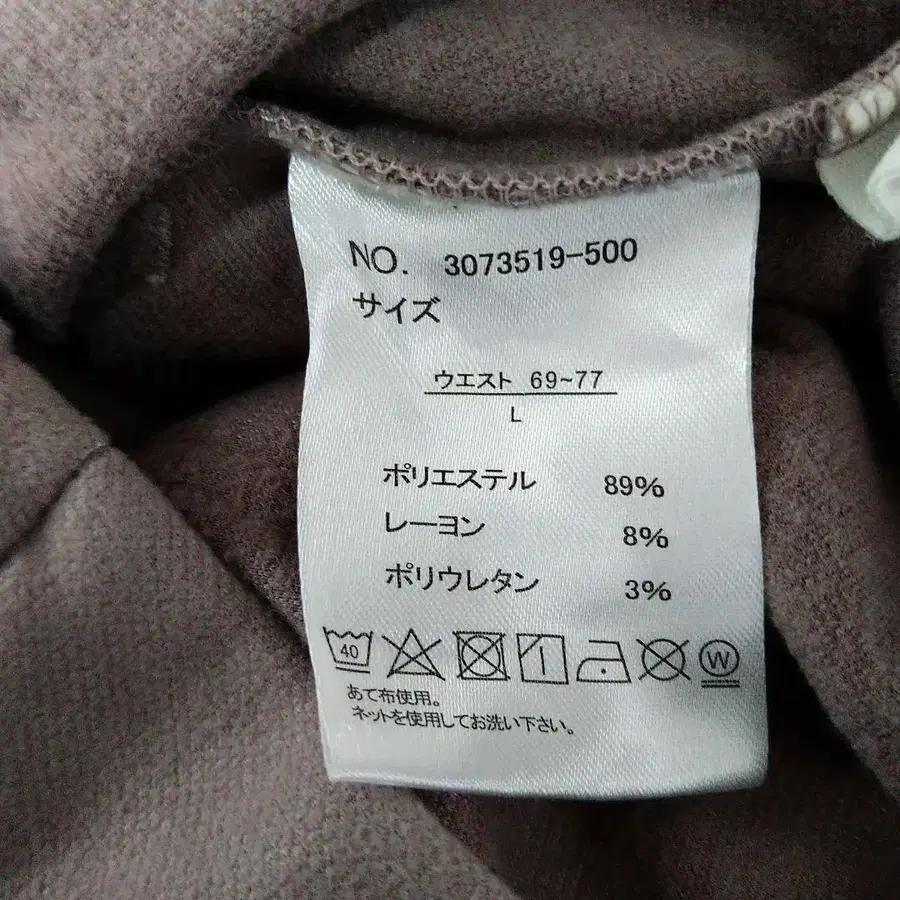 NO. 3073519-500
サイズ
ウエスト 69~77
L
ポリエステル 89%
レーヨン 8%
ポリウレタン 3%
40 W
あて布使用。
ネットを使用してお洗い下さい。